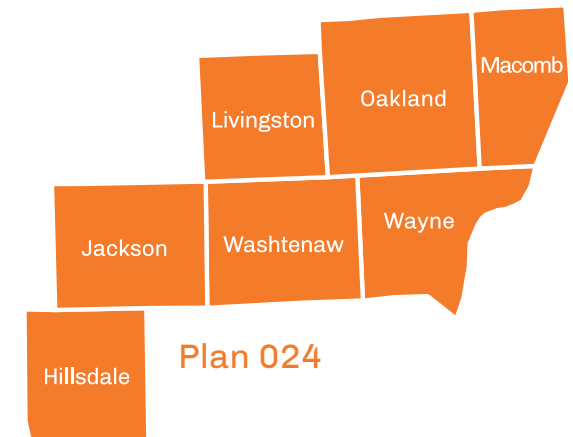 Macomb
Oakland
Livingston
Wayne
Washtenaw
Jackson
Plan 024
Hillsdale